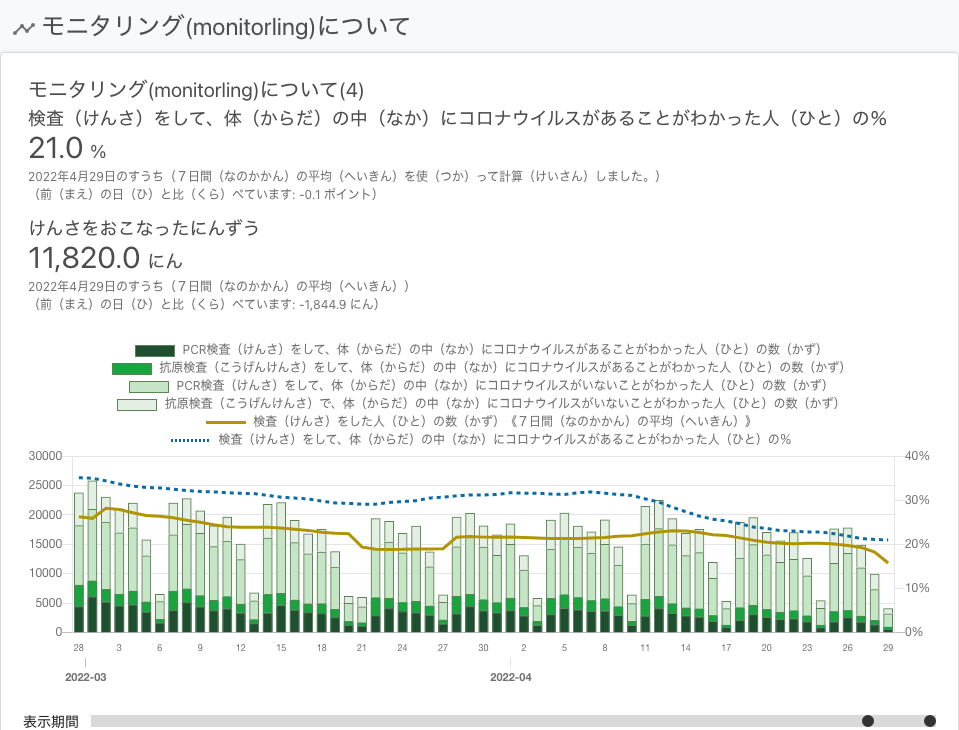 モニタリング(monitorling)について
モニタリング(monitorling)について(4)
検査（けんさ）をして、体（からだ）の中（なか）にコロナウイルスがあることがわかった人（ひと）の%
21.0 %
2022年4月29日のすうち（７日間（なのかかん）の平均（へいきん）を使（つか）って計算（けいさん）しました。）
（前（まえ）の日（ひ）と比（くら）べています: -0.1 ポイント）
けんさをおこなったにんずう
11,820.0 にん
2022年4月29日のすうち（７日間（なのかかん）の平均（へいきん））
（前（まえ）の日（ひ）と比（くら）べています: -1,844.9 にん）
PCR検査（けんさ）をして、体（からだ）の中（なか）にコロナウイルスがあることがわかった人（ひと）の数（かず）
抗原検査（こうげんけんさ）をして、体（からだ）の中（なか）にコロナウイルスがあることがわかった人（ひと）の数（かず）
PCR検査（けんさ）をして、体（からだ）の中（なか）にコロナウイルスがいないことがわかった人（ひと）の数（かず）
抗原検査（こうげんけんさ）で、体（からだ）の中（なか）にコロナウイルスがいないことがわかった人（ひと）の数（かず）
検査（けんさ）をした人（ひと）の数（かず）《７日間（なのかかん）の平均（へいきん）》
検査（けんさ）をして、体（からだ）の中（なか）にコロナウイルスがあることがわかった人（ひと）の%
30000 40%
25000
20000 30%
15000 20%
10000
5000 10%
0 0%
28 3 6 9 12 15 18 21 24 27 30 2 5 8 11 14 17 20 23 26 29
2022-03 2022-04
表示期間